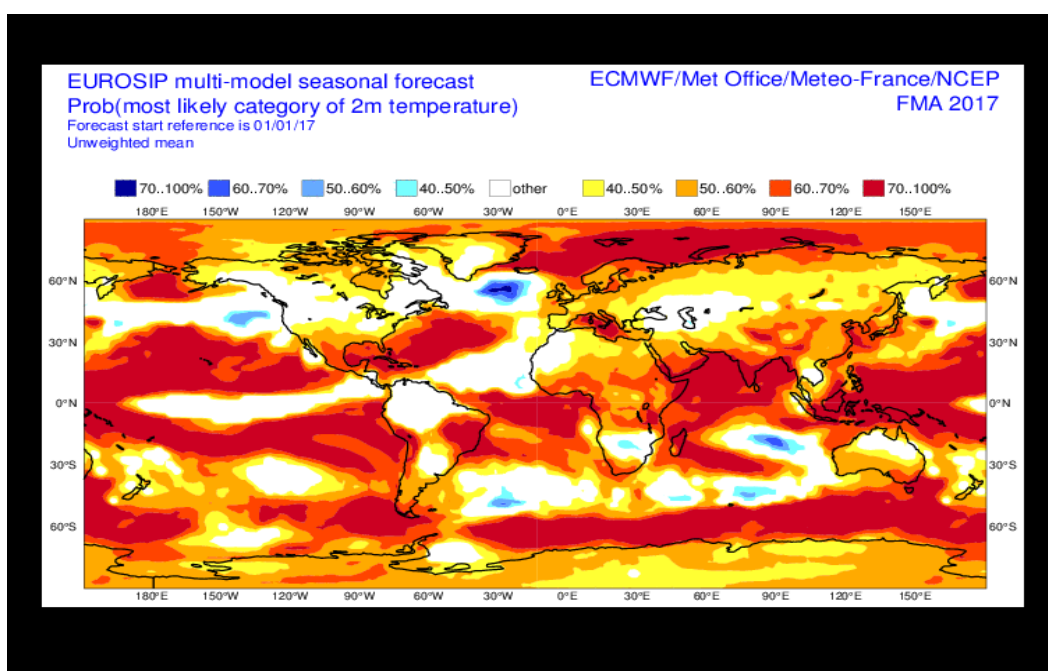 EUROSIP multi-model seasonal forecast
ECMWF/Met Office/Meteo-France/NCEP
Prob(most likely category of 2m temperature)
FMA 2017
Forecast start reference is 01/01/17
Unweighted mean
70..100% 60..70% 50..60% 40..50% other 40..50% 50..60% 60..70% 70..100%
180°E 150°W 120°W 90°W 60°W 30°W 0°E 30°E 60°E 90°E 120°E 150°E
60°N 60°N
30°N 30°N
0°N 0°N
30°S 30°S
60°S 60°S
180°E 150°W 120°W 90°W 60°W 30°W 0°E 30°E 60°E 90°E 120°E 150°E